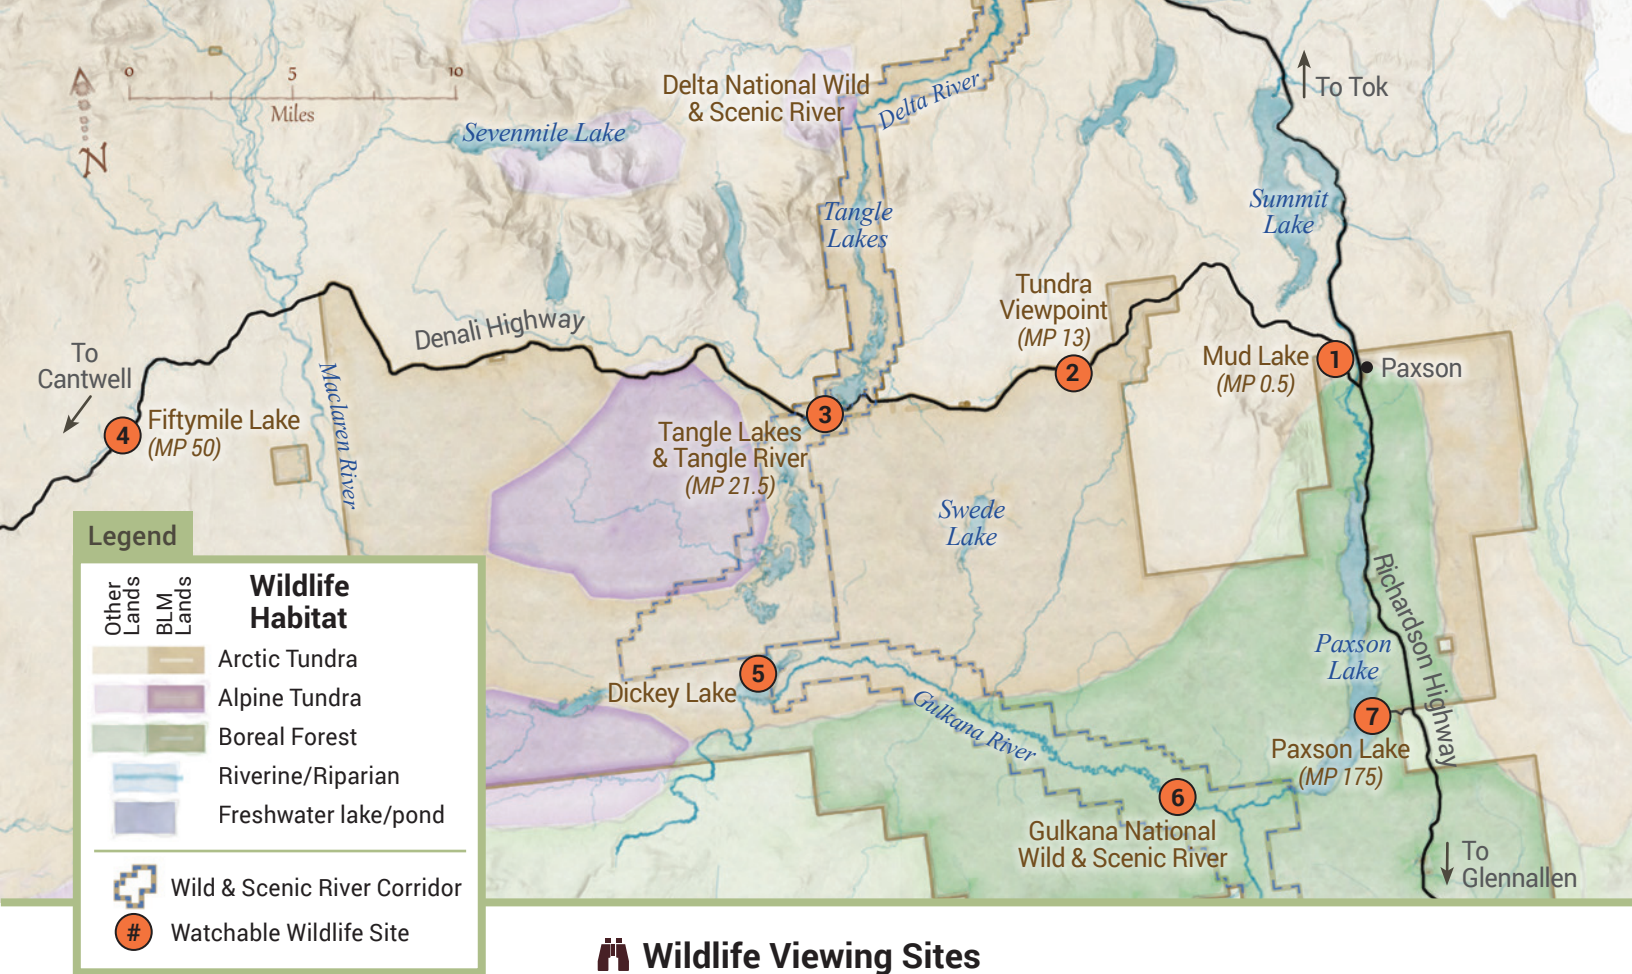 0 5 10
Miles
N
Sevenmile Lake
Delta National Wild
& Scenic River
Delta River
To Tok
Summit
Lake
Tangle
Lakes
Tundra
Viewpoint
(MP 13)
2
Denali Highway
Mud Lake
(MP 0.5)
1
Paxson
To
Cantwell
4
Fiftymile Lake
(MP 50)
Maclaren River
3
Tangle Lakes
& Tangle River
(MP 21.5)
Swede
Lake
Richardson Highway
Paxson
Lake
5
Dickey Lake
Gulkana River
7
Paxson Lake
(MP 175)
6
Gulkana National
Wild & Scenic River
To
Glennallen
Legend
Other
Lands
BLM
Lands
Wildlife
Habitat
Arctic Tundra
Alpine Tundra
Boreal Forest
Riverine/Riparian
Freshwater lake/pond
Wild & Scenic River Corridor
# Watchable Wildlife Site
Wildlife Viewing Sites